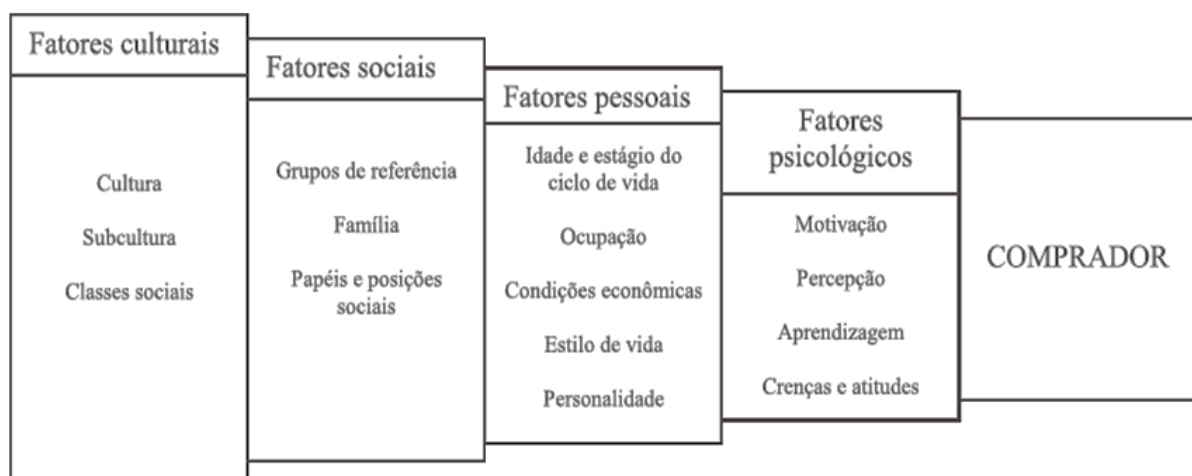 Fatores culturais
Cultura
Subcultura
Classes sociais
Fatores sociais
Grupos de referência
Família
Papéis e posições
sociais
Fatores pessoais
Idade e estágio do
ciclo de vida
Ocupação
Condições econômicas
Estilo de vida
Personalidade
Fatores
psicológicos
Motivação
Percepção
Aprendizagem
Crenças e atitudes
COMPRADOR